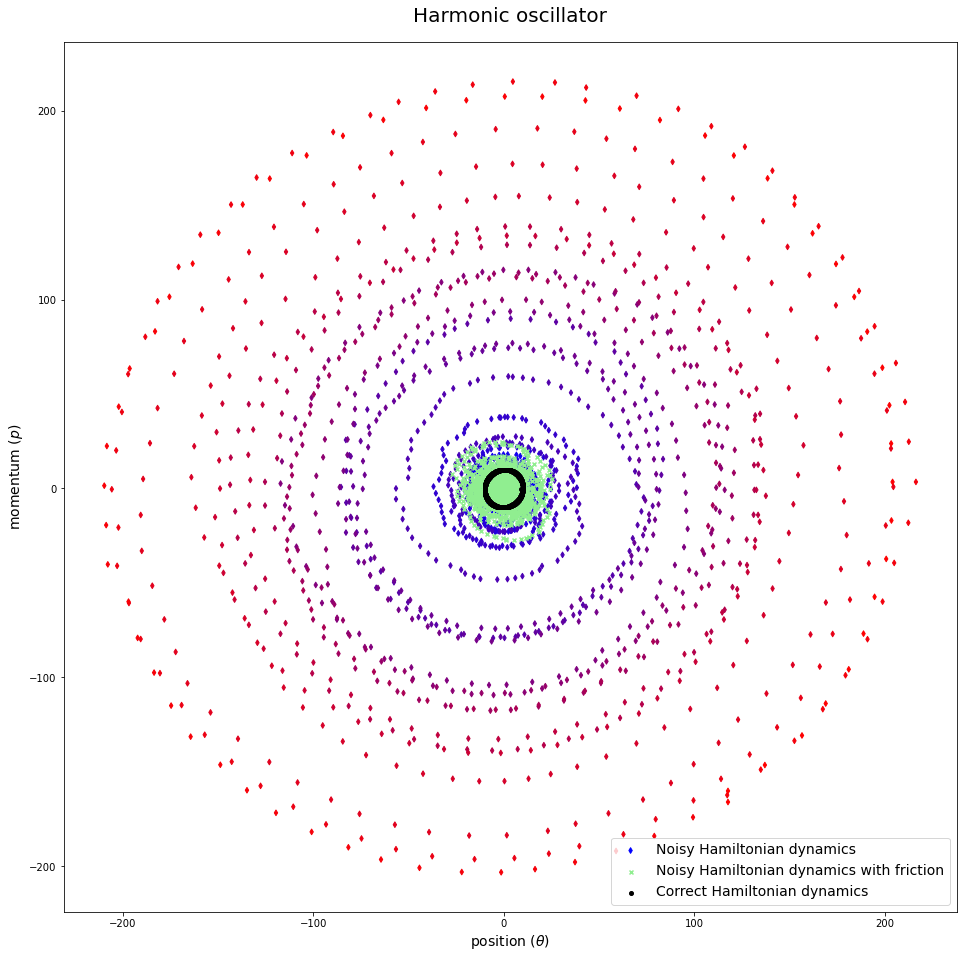 Harmonic oscillator
momentum (p)
200
100
0
−100
−200
−200 −100 0 100 200
position (θ)
Noisy Hamiltonian dynamics
Noisy Hamiltonian dynamics with friction
Correct Hamiltonian dynamics